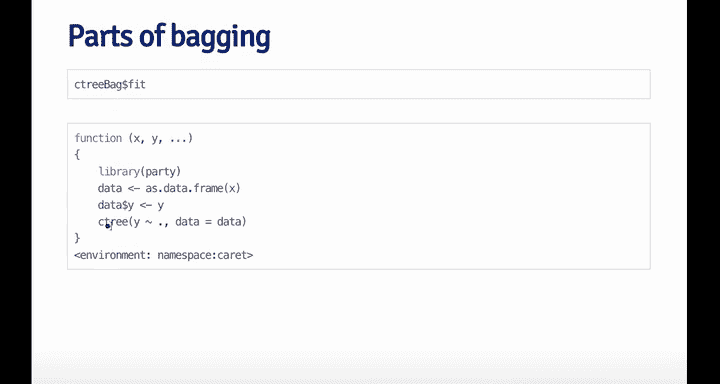 Parts of bagging
ctreeBag$fit
function (x, y, ...)
{
    library(party)
    data <- as.data.frame(x)
    data$y <- y
    ctree(y ~ ., data = data)
}
<environment: namespace:caret>